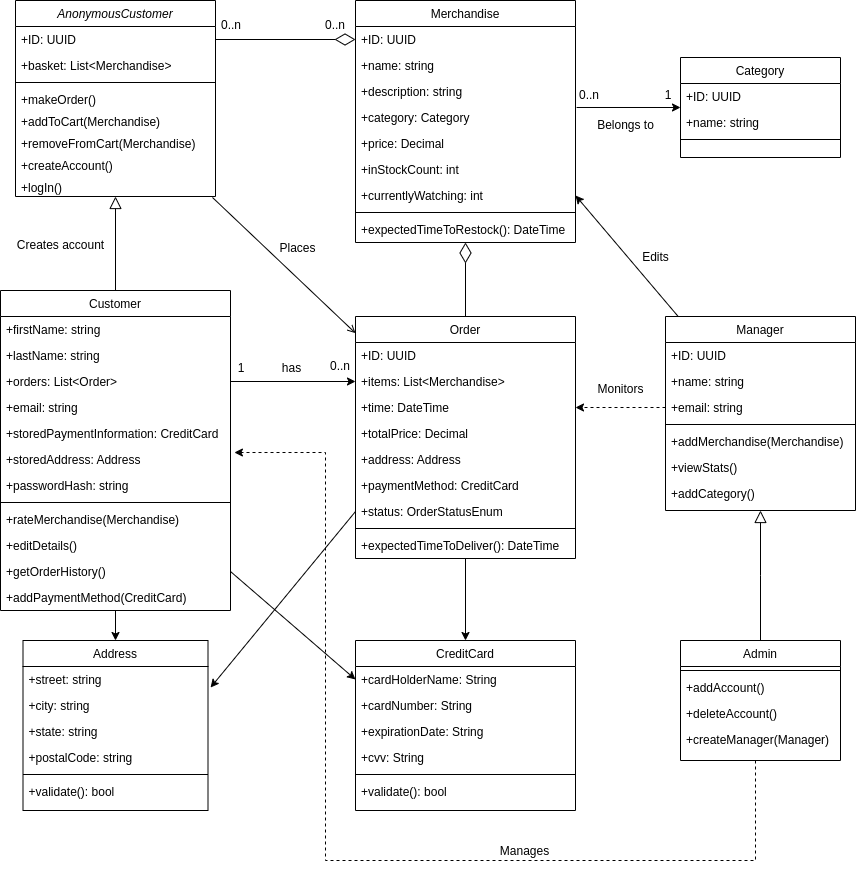 AnonymousCustomer
+ID: UUID
+basket: List<Merchandise>
+makeOrder()
+addToCart(Merchandise)
+removeFromCart(Merchandise)
+createAccount()
+logIn()
0..n
0..n
Merchandise
+ID: UUID
+name: string
+description: string
+category: Category
+price: Decimal
+inStockCount: int
+currentlyWatching: int
+expectedTimeToRestock(): DateTime
0..n
1
Belongs to
Category
+ID: UUID
+name: string
Creates account
Places
Edits
Customer
+firstName: string
+lastName: string
+orders: List<Order>
+email: string
+storedPaymentInformation: CreditCard
+storedAddress: Address
+passwordHash: string
+rateMerchandise(Merchandise)
+editDetails()
+getOrderHistory()
+addPaymentMethod(CreditCard)
1
has
0..n
Order
+ID: UUID
+items: List<Merchandise>
+time: DateTime
+totalPrice: Decimal
+address: Address
+paymentMethod: CreditCard
+status: OrderStatusEnum
+expectedTimeToDeliver(): DateTime
Monitors
Manager
+ID: UUID
+name: string
+email: string
+addMerchandise(Merchandise)
+viewStats()
+addCategory()
Address
+street: string
+city: string
+state: string
+postalCode: string
+validate(): bool
CreditCard
+cardHolderName: String
+cardNumber: String
+expirationDate: String
+cvv: String
+validate(): bool
Admin
+addAccount()
+deleteAccount()
+createManager(Manager)
Manages